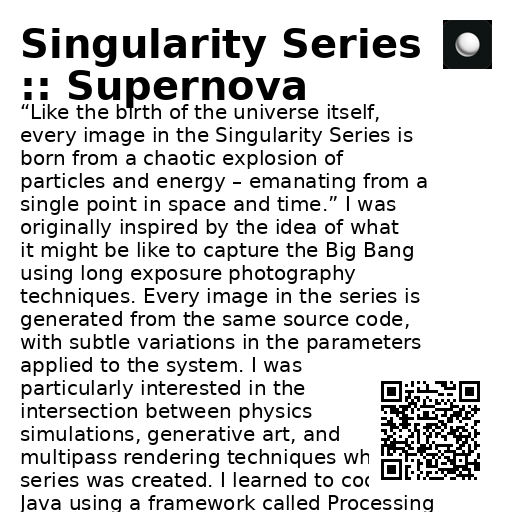 Singularity Series
:: Supernova
“Like the birth of the universe itself,
every image in the Singularity Series is
born from a chaotic explosion of
particles and energy – emanating from a
single point in space and time.” I was
originally inspired by the idea of what
it might be like to capture the Big Bang
using long exposure photography
techniques. Every image in the series is
generated from the same source code,
with subtle variations in the parameters
applied to the system. I was
particularly interested in the
intersection between physics
simulations, generative art, and
multipass rendering techniques wh
series was created. I learned to
Java using a framework called Processing